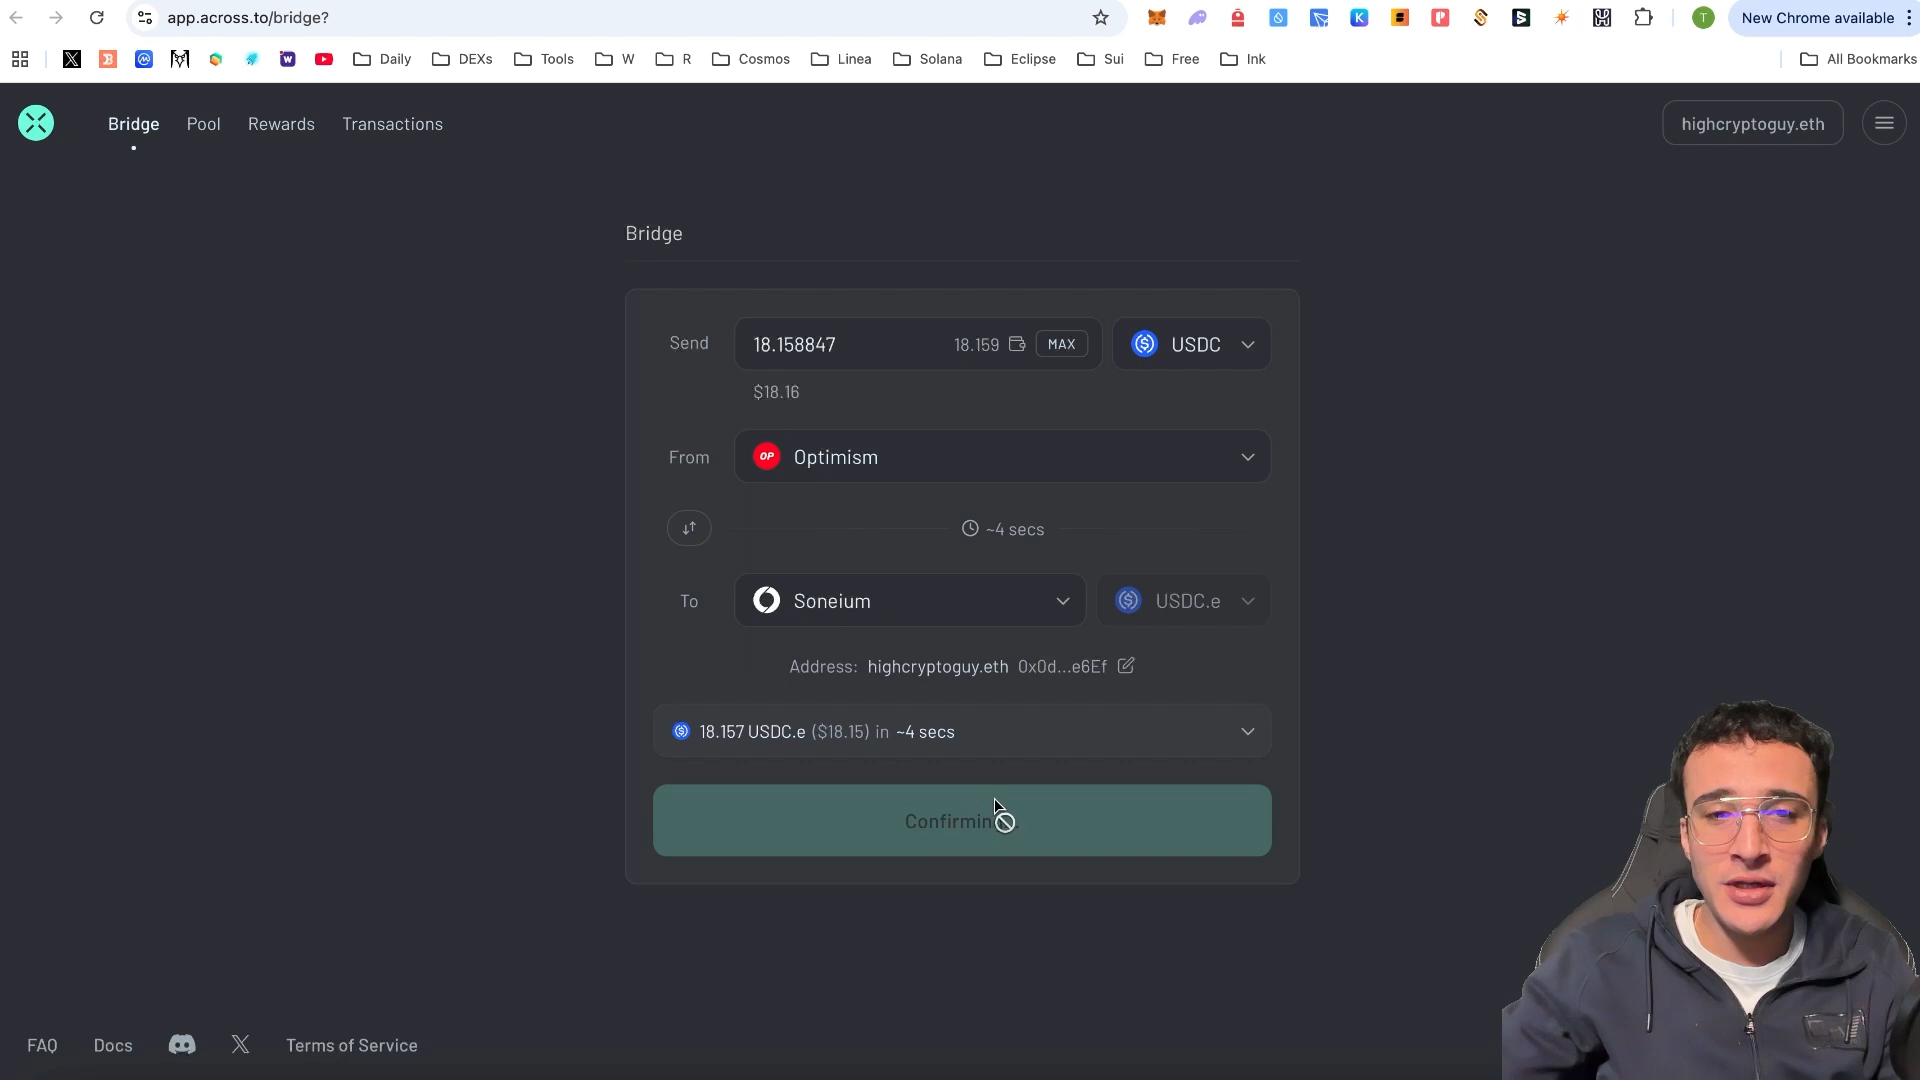 app.across.to/bridge?
New Chrome available
Daily DEXs Tools W R Cosmos Linea Solana Eclipse Sui Free Ink All Bookmarks
Bridge Pool Rewards Transactions highcryptoguy.eth
Bridge
Send 18.158847 18.159 MAX USDC
$18.16
From OP Optimism
~4 secs
To Soneium USDC.e
Address: highcryptoguy.eth 0x0d...e6Ef
18.157 USDC.e ($18.15) in ~4 secs
FAQ Docs Terms of Service